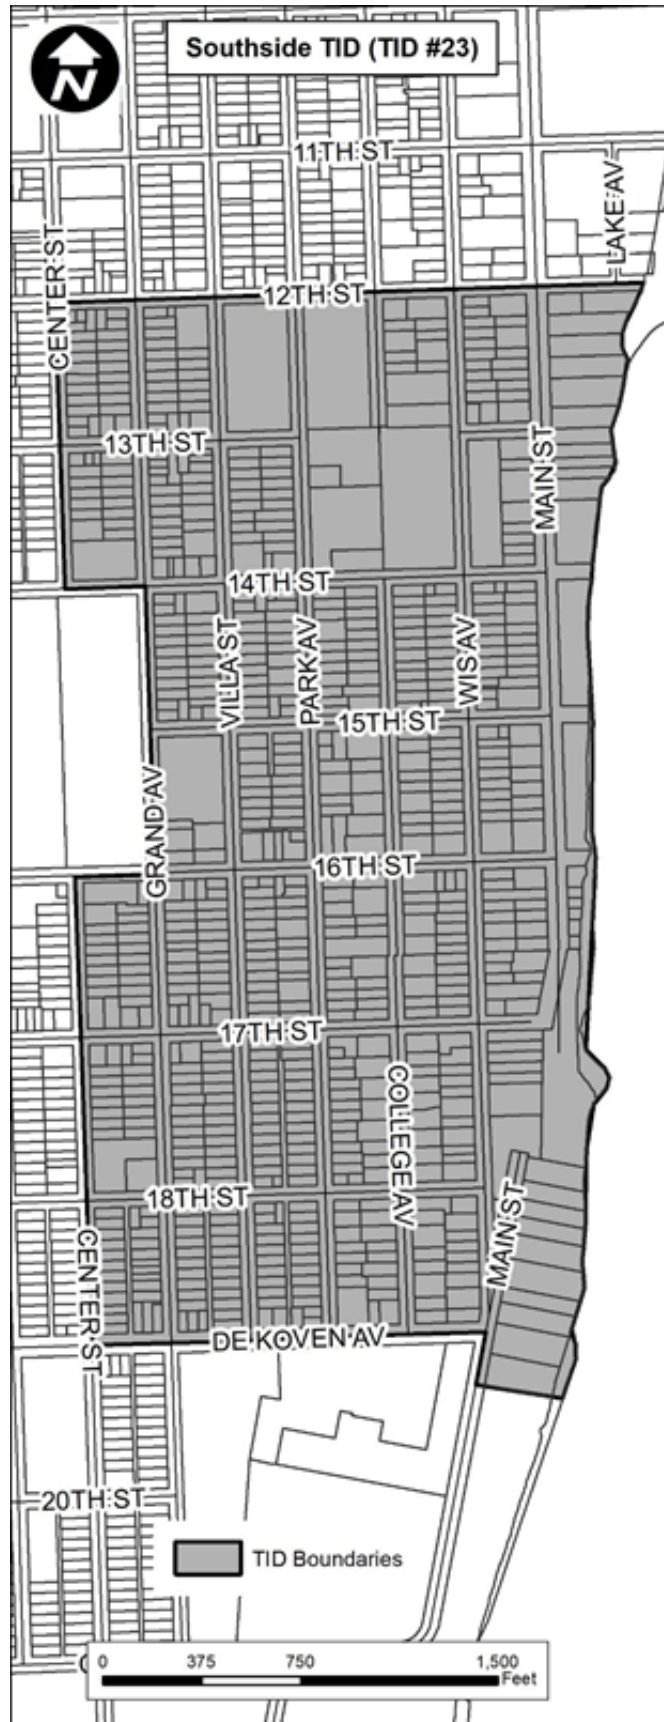 N
Southside TID (TID #23)
11TH ST
LAKE AV
CENTER ST
12TH ST
13TH ST
MAIN ST
14TH ST
VILLA ST
PARK AV
WIS AV
15TH ST
GRAND AV
16TH ST
17TH ST
COLLEGE AV
18TH ST
MAIN ST
CENTER ST
DE KOVEN AV
20TH ST
TID Boundaries
0 375 750 1,500
Feet